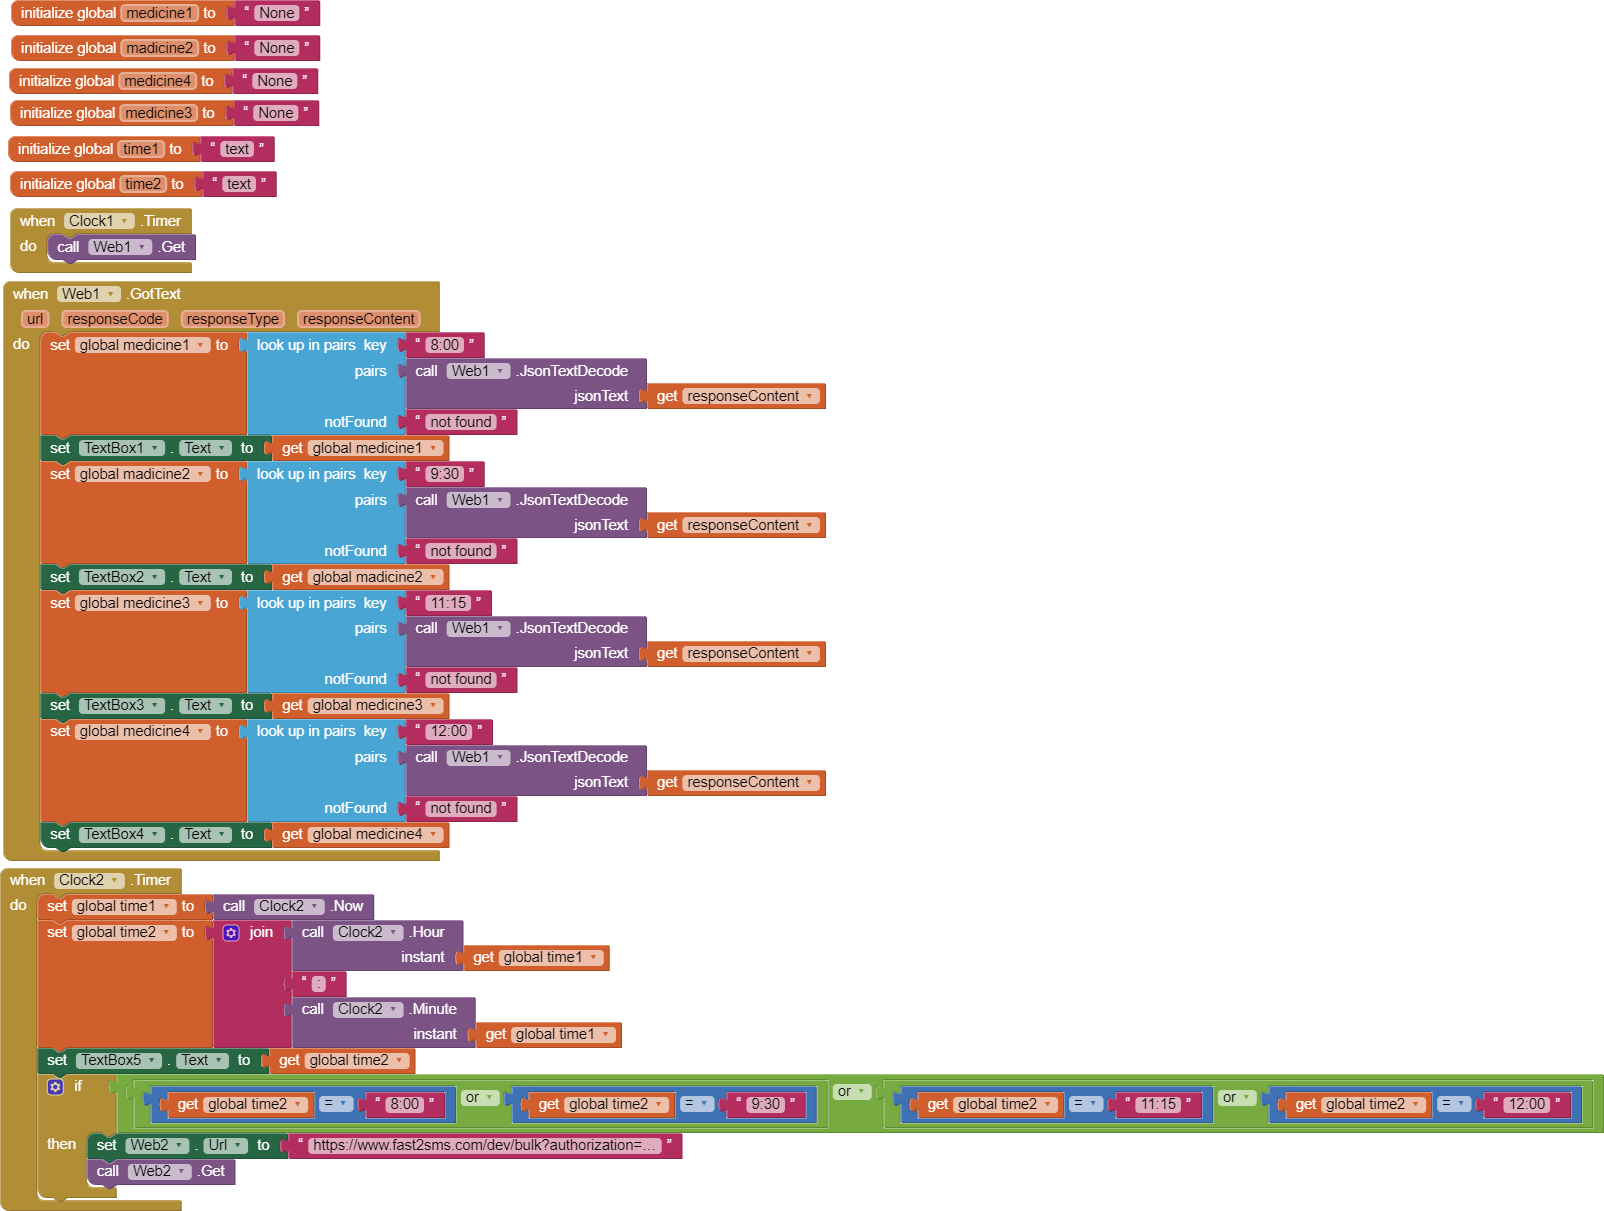 initialize global medicine1 to " None "
initialize global madicine2 to " None "
initialize global medicine4 to " None "
initialize global medicine3 to " None "
initialize global time1 to " text "
initialize global time2 to " text "
when Clock1 .Timer
do call Web1 .Get
when Web1 .GotText
url responseCode responseType responseContent
do set global medicine1 to look up in pairs key " 8:00 "
pairs call Web1 .JsonTextDecode
jsonText get responseContent
notFound " not found "
set TextBox1 . Text to get global medicine1
set global madicine2 to look up in pairs key " 9:30 "
pairs call Web1 .JsonTextDecode
jsonText get responseContent
notFound " not found "
set TextBox2 . Text to get global madicine2
set global medicine3 to look up in pairs key " 11:15 "
pairs call Web1 .JsonTextDecode
jsonText get responseContent
notFound " not found "
set TextBox3 . Text to get global medicine3
set global medicine4 to look up in pairs key " 12:00 "
pairs call Web1 .JsonTextDecode
jsonText get responseContent
notFound " not found "
set TextBox4 . Text to get global medicine4
when Clock2 .Timer
do set global time1 to call Clock2 .Now
set global time2 to join call Clock2 .Hour
instant get global time1
" : "
call Clock2 .Minute
instant get global time1
set TextBox5 . Text to get global time2
if get global time2 = " 8:00 " or get global time2 = " 9:30 " or get global time2 = " 11:15 " or get global time2 = " 12:00 "
then set Web2 . Url to " https://www.fast2sms.com/dev/bulk?authorization=... "
call Web2 .Get